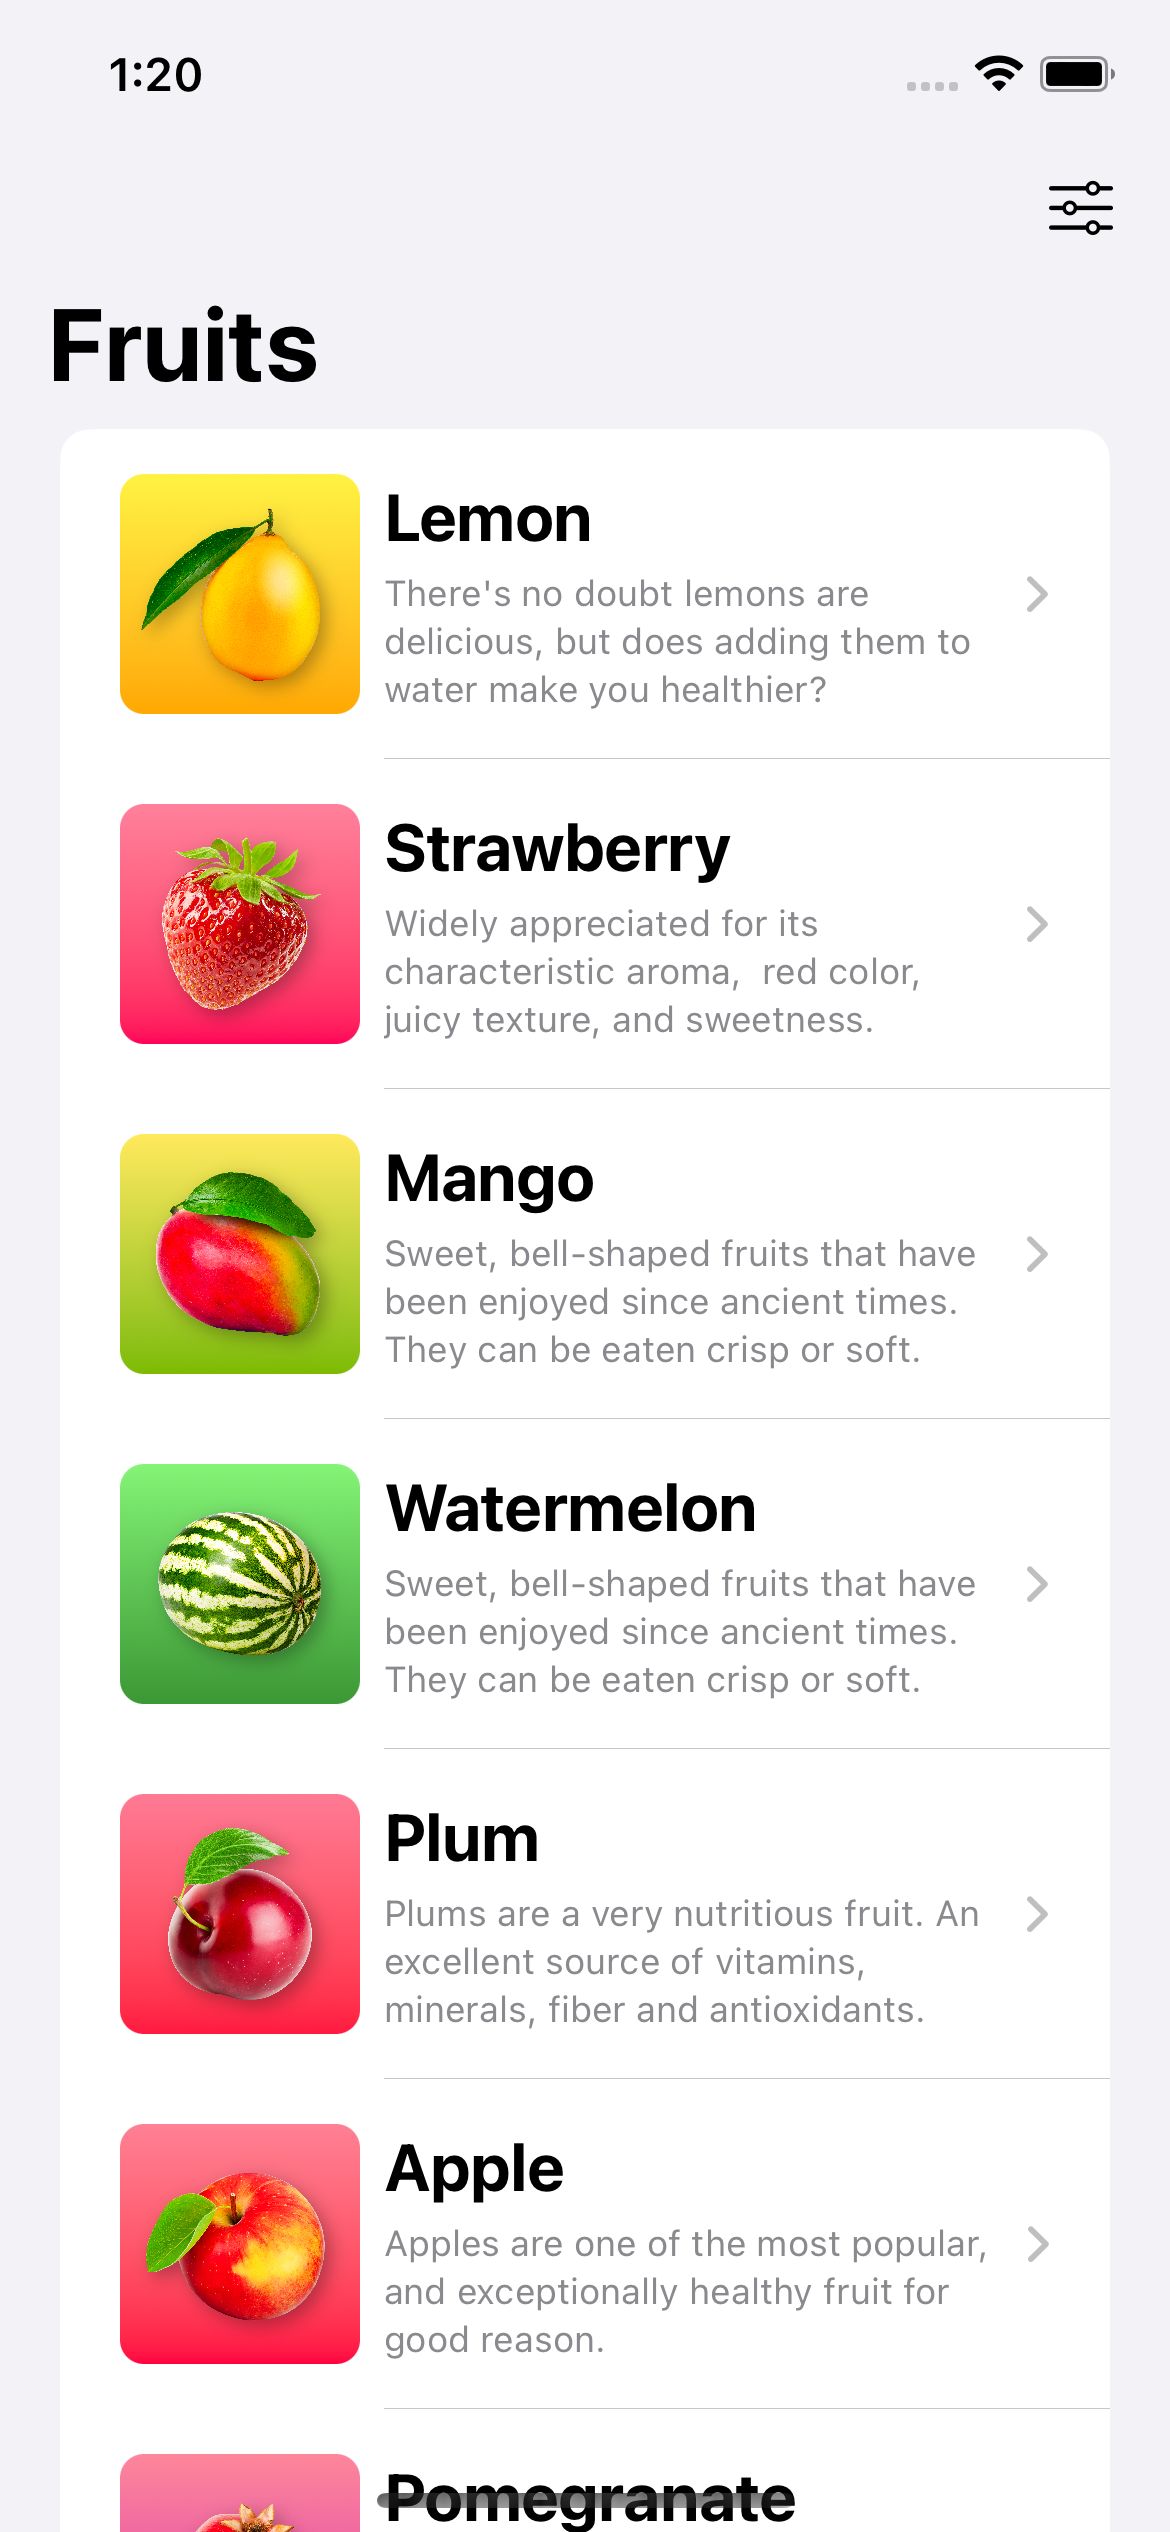 1:20
Fruits
Lemon
There's no doubt lemons are
delicious, but does adding them to
water make you healthier?
Strawberry
Widely appreciated for its
characteristic aroma,  red color,
juicy texture, and sweetness.
Mango
Sweet, bell-shaped fruits that have
been enjoyed since ancient times.
They can be eaten crisp or soft.
Watermelon
Sweet, bell-shaped fruits that have
been enjoyed since ancient times.
They can be eaten crisp or soft.
Plum
Plums are a very nutritious fruit. An
excellent source of vitamins,
minerals, fiber and antioxidants.
Apple
Apples are one of the most popular,
and exceptionally healthy fruit for
good reason.
Pomegranate